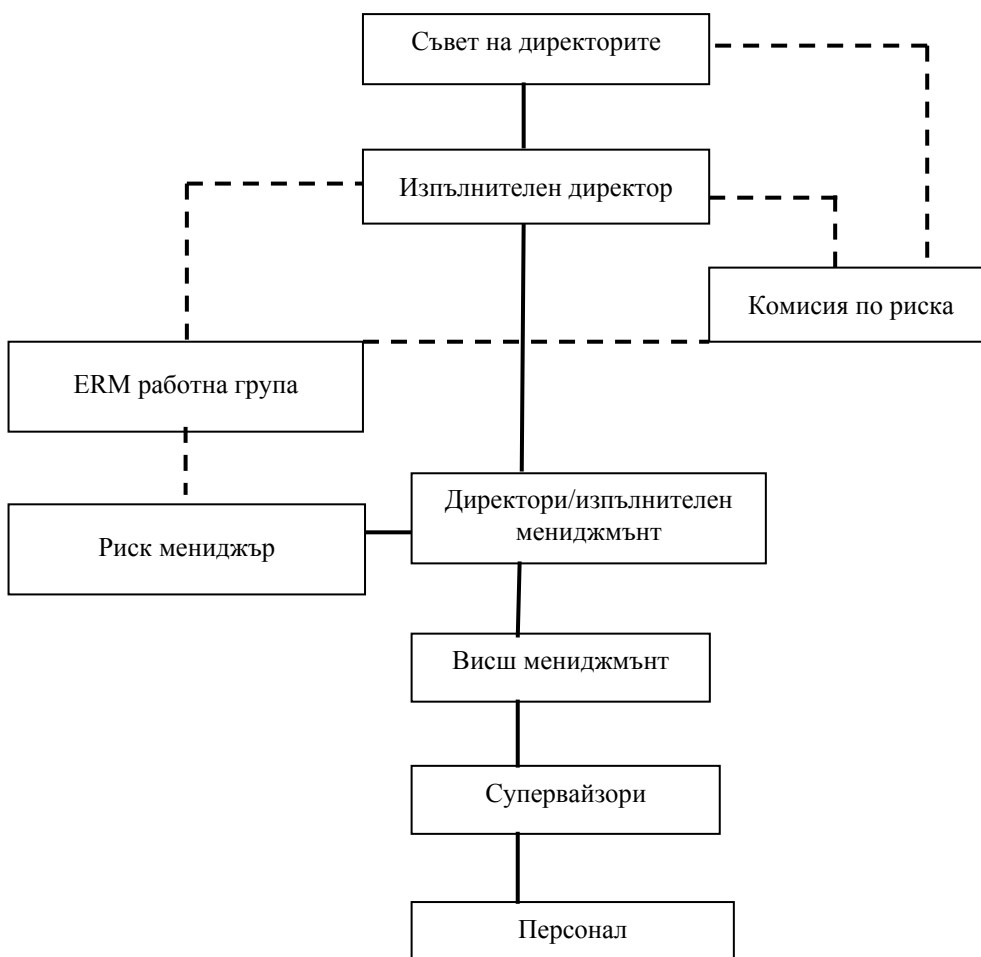 Съвет на директорите
Изпълнителен директор
Комисия по риска
ERM работна група
Директори/изпълнителен
мениджмънт
Риск мениджър
Висш мениджмънт
Супервайзори
Персонал